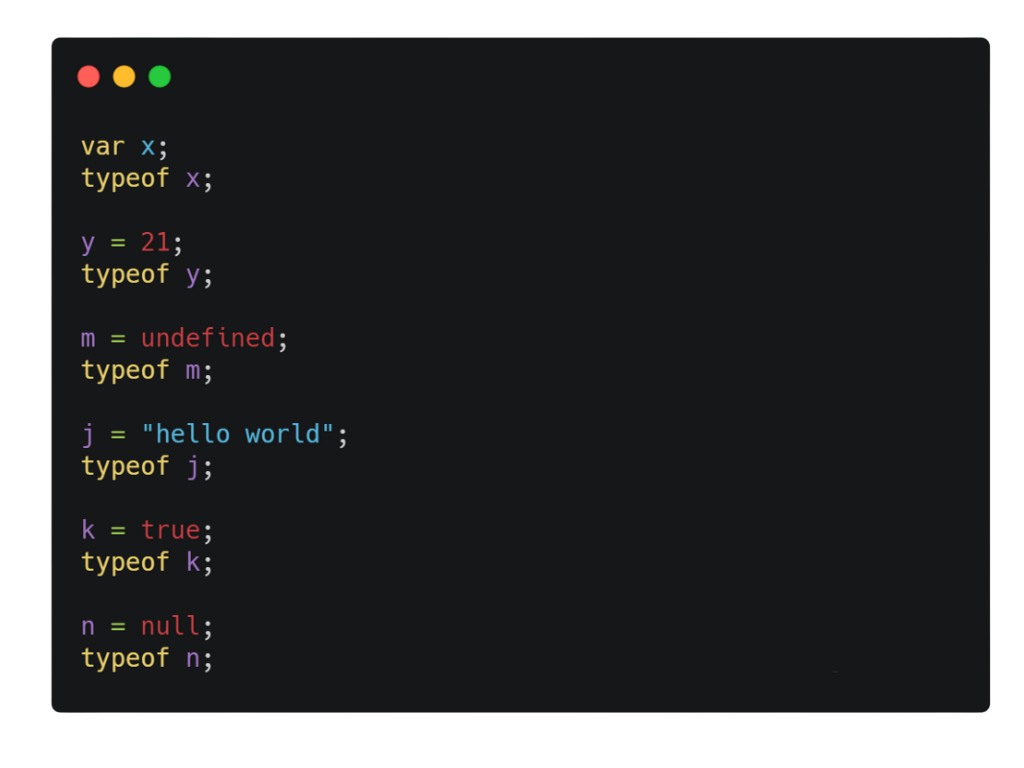 var x;
typeof x;
y = 21;
typeof y;
m = undefined;
typeof m;
j = "hello world";
typeof j;
k = true;
typeof k;
n = null;
typeof n;